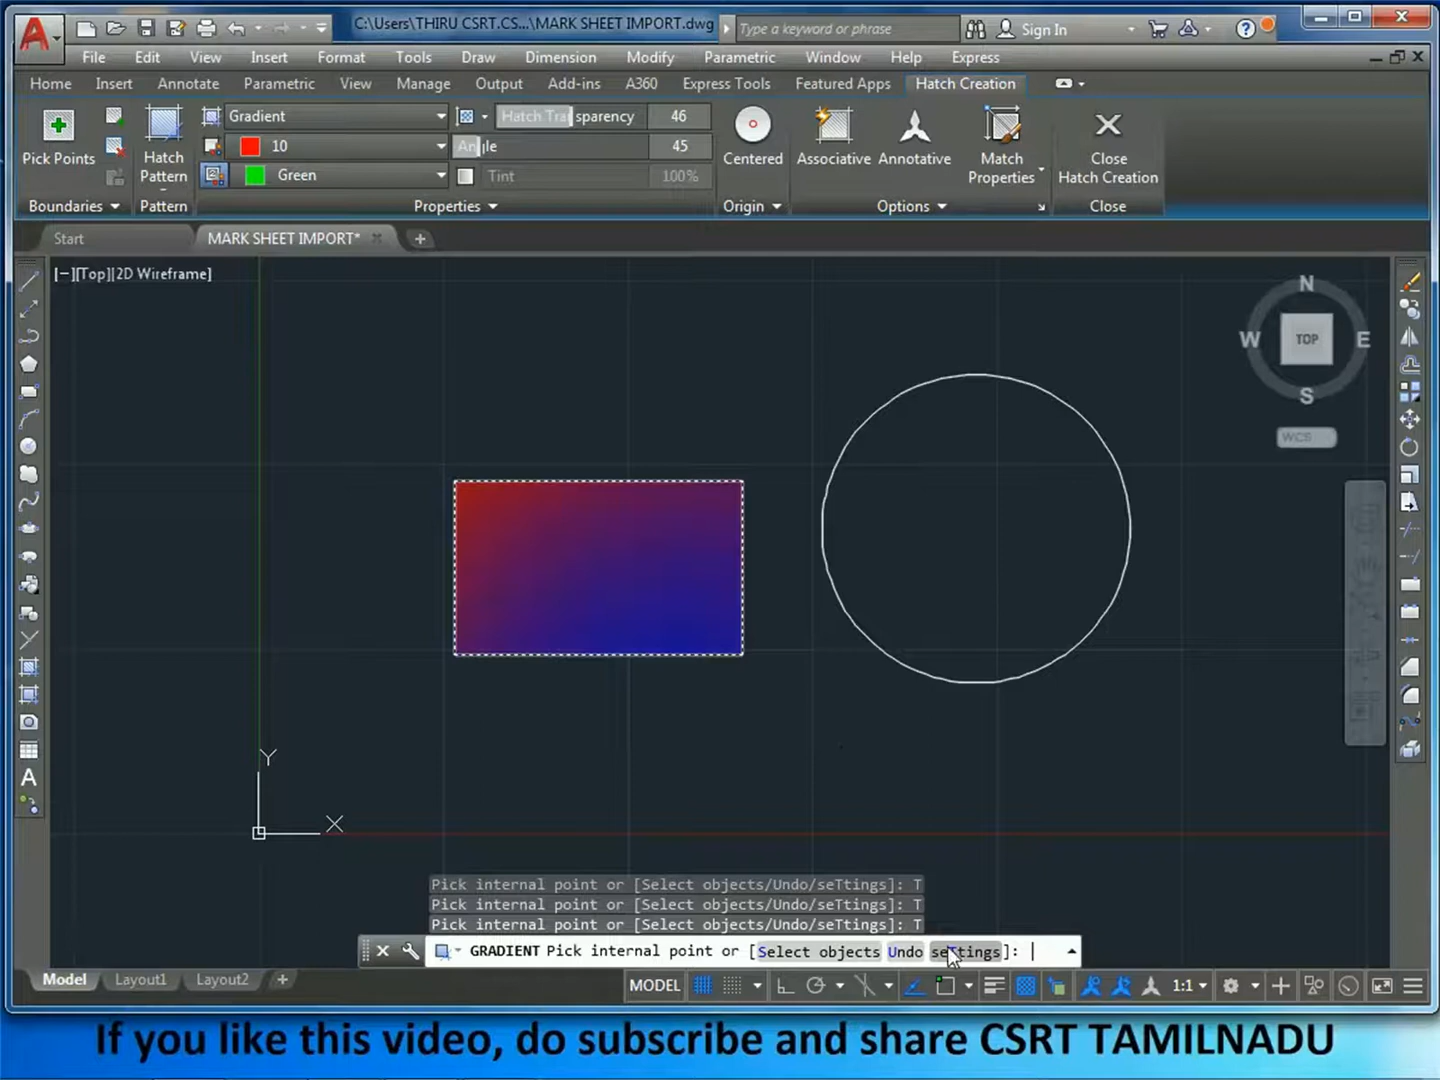 C:\Users\THIRU CSRT.CS...\MARK SHEET IMPORT.dwg
Type a keyword or phrase
Sign In
File Edit View Insert Format Tools Draw Dimension Modify Parametric Window Help Express
Home Insert Annotate Parametric View Manage Output Add-ins A360 Express Tools Featured Apps Hatch Creation
Pick Points
Boundaries
Hatch
Pattern
Pattern
Gradient
10
Green
Hatch Tra sparency 46
An le 45
Tint 100%
Properties
Centered
Origin
Associative
Annotative
Match
Properties
Options
Close
Hatch Creation
Close
Start
MARK SHEET IMPORT*
[−][Top][2D Wireframe]
N
W
TOP
E
S
WCS
Y
X
Pick internal point or [Select objects/Undo/seTtings]: T
Pick internal point or [Select objects/Undo/seTtings]: T
Pick internal point or [Select objects/Undo/seTtings]: T
GRADIENT Pick internal point or [Select objects Undo seTtings]:
Model Layout1 Layout2
MODEL
1:1
If you like this video, do subscribe and share CSRT TAMILNADU